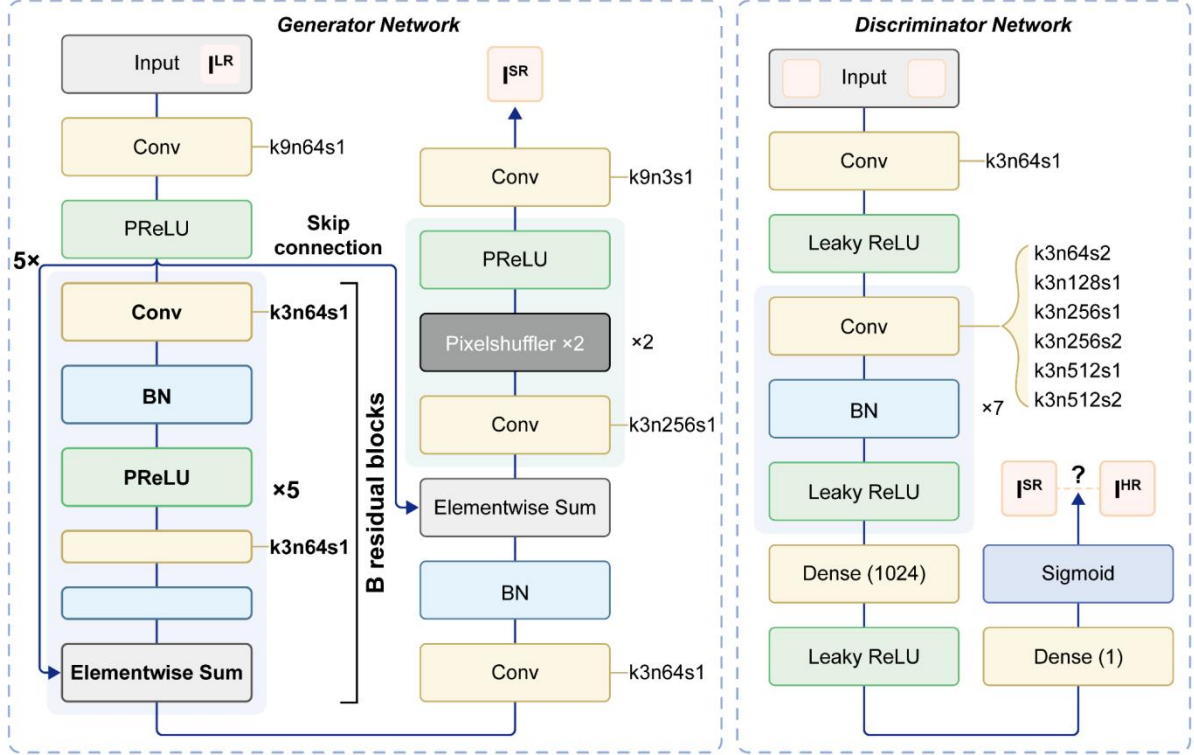 Generator Network
Input I^LR
Conv
k9n64s1
PReLU
5×
Skip
connection
Conv
k3n64s1
BN
PReLU
×5
k3n64s1
Elementwise Sum
B residual blocks
I^SR
Conv
k9n3s1
PReLU
Pixelshuffler ×2
×2
Conv
k3n256s1
Elementwise Sum
BN
Conv
k3n64s1
Discriminator Network
Input
Conv
k3n64s1
Leaky ReLU
Conv
k3n64s2
k3n128s1
k3n256s1
k3n256s2
k3n512s1
k3n512s2
BN
×7
Leaky ReLU
Dense (1024)
Leaky ReLU
I^SR ? I^HR
Sigmoid
Dense (1)